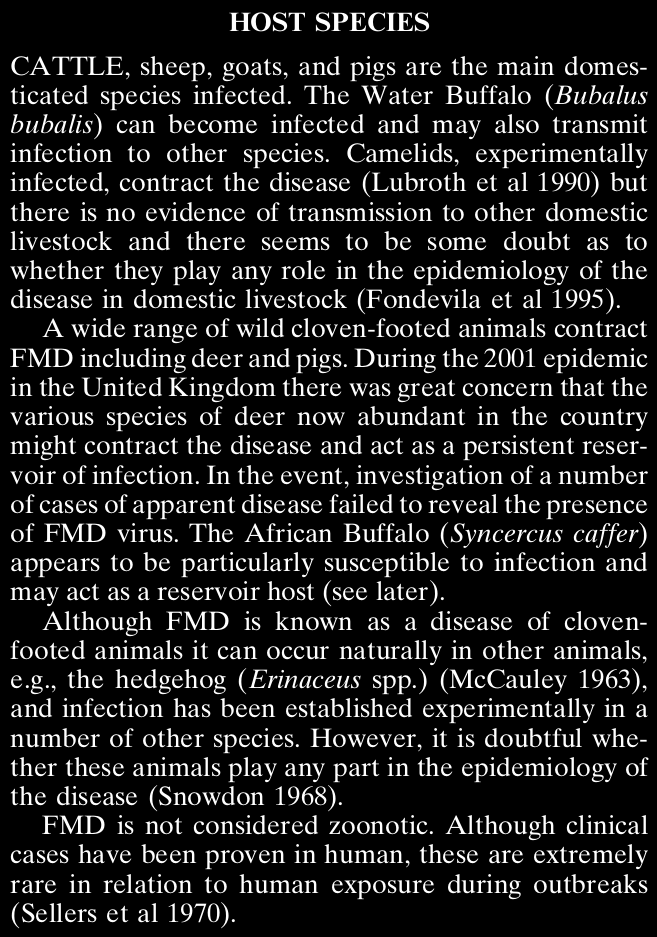 HOST SPECIES
CATTLE, sheep, goats, and pigs are the main domes-
ticated species infected. The Water Buffalo (Bubalus
bubalis) can become infected and may also transmit
infection to other species. Camelids, experimentally
infected, contract the disease (Lubroth et al 1990) but
there is no evidence of transmission to other domestic
livestock and there seems to be some doubt as to
whether they play any role in the epidemiology of the
disease in domestic livestock (Fondevila et al 1995).
A wide range of wild cloven-footed animals contract
FMD including deer and pigs. During the 2001 epidemic
in the United Kingdom there was great concern that the
various species of deer now abundant in the country
might contract the disease and act as a persistent reser-
voir of infection. In the event, investigation of a number
of cases of apparent disease failed to reveal the presence
of FMD virus. The African Buffalo (Syncercus caffer)
appears to be particularly susceptible to infection and
may act as a reservoir host (see later).
Although FMD is known as a disease of cloven-
footed animals it can occur naturally in other animals,
e.g., the hedgehog (Erinaceus spp.) (McCauley 1963),
and infection has been established experimentally in a
number of other species. However, it is doubtful whe-
ther these animals play any part in the epidemiology of
the disease (Snowdon 1968).
FMD is not considered zoonotic. Although clinical
cases have been proven in human, these are extremely
rare in relation to human exposure during outbreaks
(Sellers et al 1970).